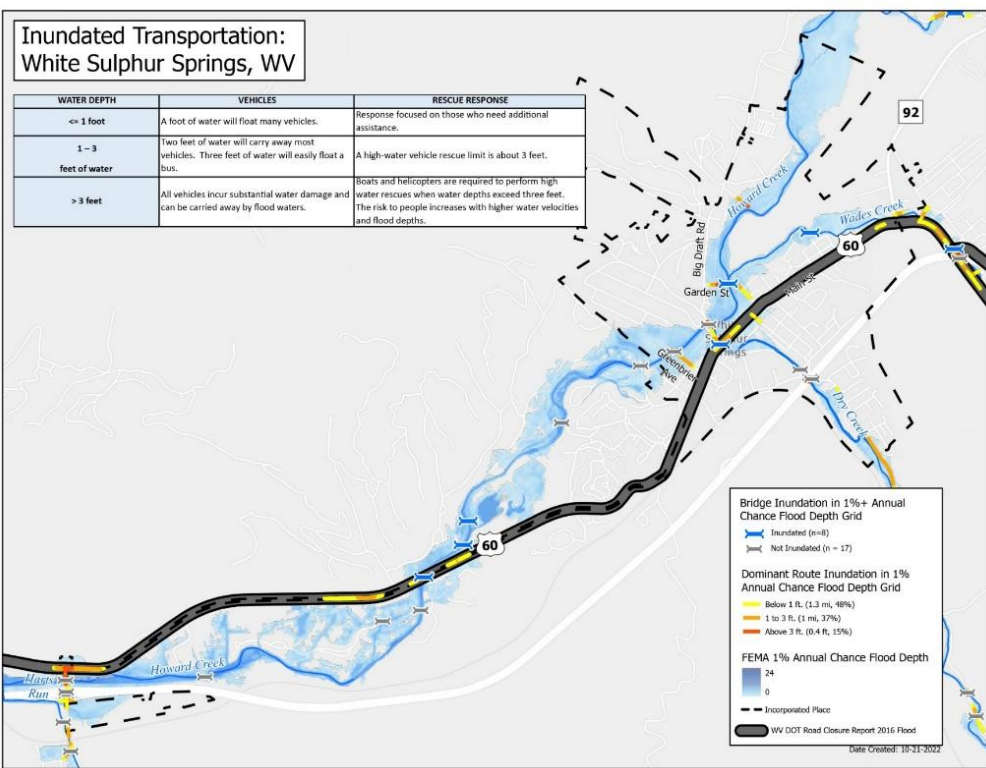 Inundated Transportation:
White Sulphur Springs, WV
WATER DEPTH VEHICLES RESCUE RESPONSE
<= 1 foot
A foot of water will float many vehicles.
Response focused on those who need additional
assistance.
1 – 3
feet of water
Two feet of water will carry away most
vehicles. Three feet of water will easily float a
bus.
A high-water vehicle rescue limit is about 3 feet.
> 3 feet
All vehicles incur substantial water damage and
can be carried away by flood waters.
Boats and helicopters are required to perform high
water rescues when water depths exceed three feet.
The risk to people increases with higher water velocities
and flood depths.
92
Howard Creek
Wades Creek
Big Draft Rd
60
Garden St
Main St
Springs
Greenbrier
Ave
Dry Creek
60
Howard Creek
Harts
Run
Bridge Inundation in 1%+ Annual
Chance Flood Depth Grid
Inundated (n=8)
Not Inundated (n = 17)
Dominant Route Inundation in 1%
Annual Chance Flood Depth Grid
Below 1 ft. (1.3 mi, 48%)
1 to 3 ft. (1 mi, 37%)
Above 3 ft. (0.4 ft, 15%)
FEMA 1% Annual Chance Flood Depth
24
0
Incorporated Place
WV DOT Road Closure Report 2016 Flood
Date Created: 10-21-2022